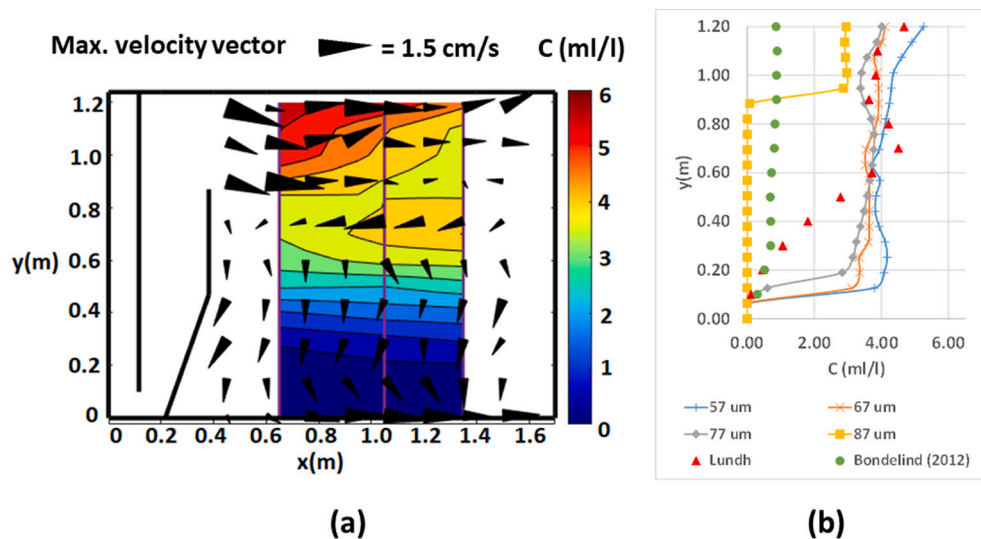 Max. velocity vector = 1.5 cm/s C (ml/l)
1.2
1.0
0.8
y(m)
0.6
0.4
0.2
0
0 0.2 0.4 0.6 0.8 1.0 1.2 1.4 1.6
x(m)
6
5
4
3
2
1
0
(a)
1.20
1.00
0.80
y(m)
0.60
0.40
0.20
0.00
0.00 2.00 4.00 6.00
C (ml/l)
57 um 67 um
77 um 87 um
Lundh Bondelind (2012)
(b)